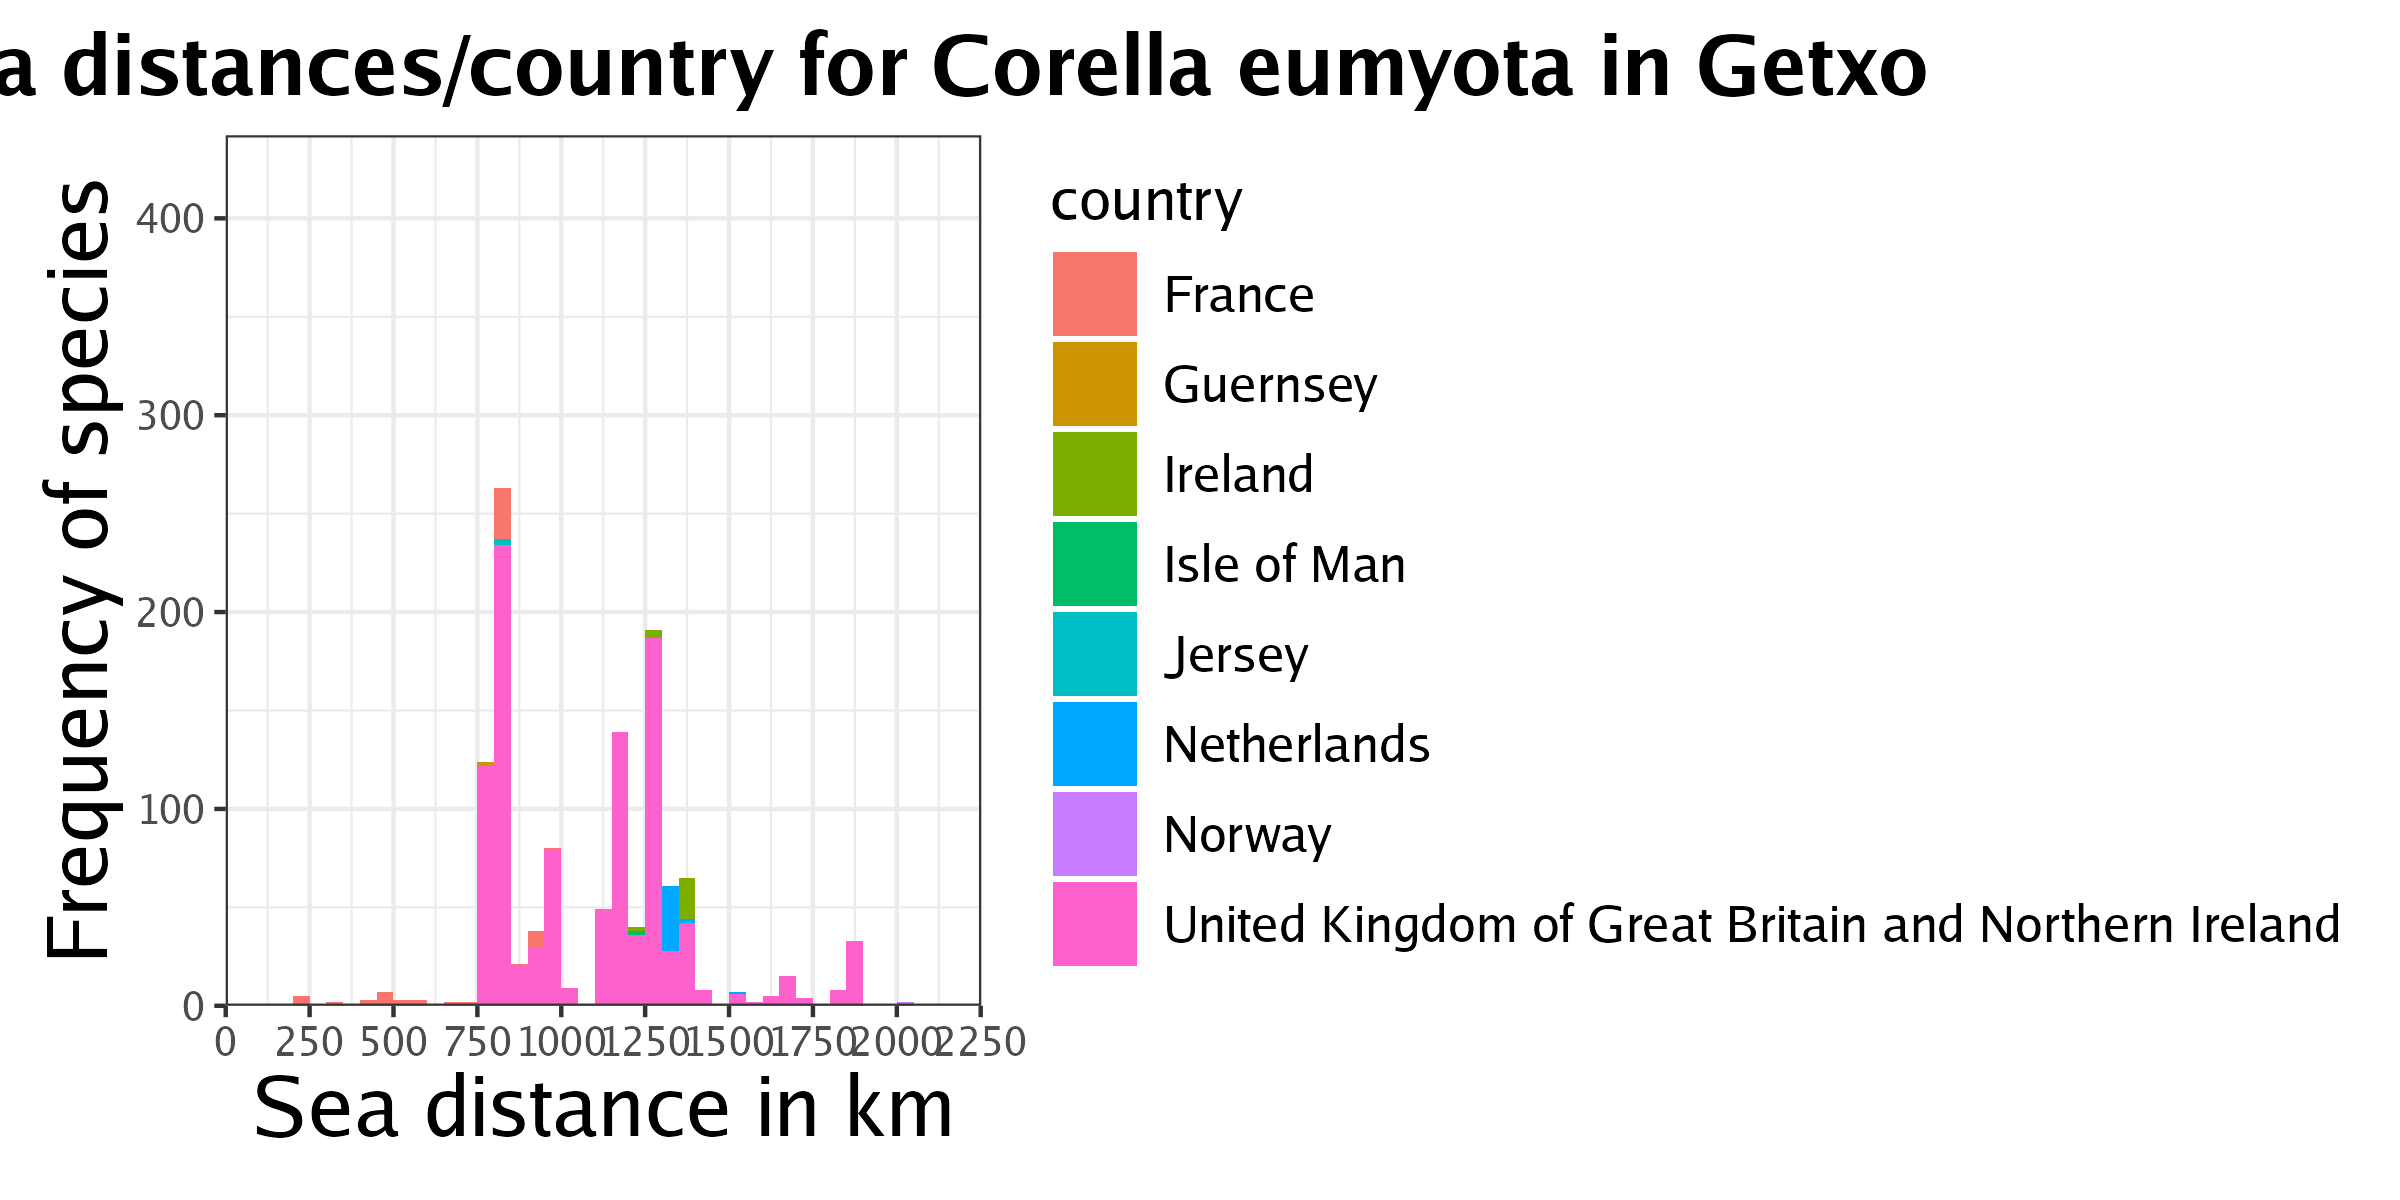 a distances/country for Corella eumyota in Getxo
Frequency of species
400
300
200
100
0
0 250 500 750 1000 1250 1500 1750 2000 2250
Sea distance in km
country
France
Guernsey
Ireland
Isle of Man
Jersey
Netherlands
Norway
United Kingdom of Great Britain and Northern Ireland